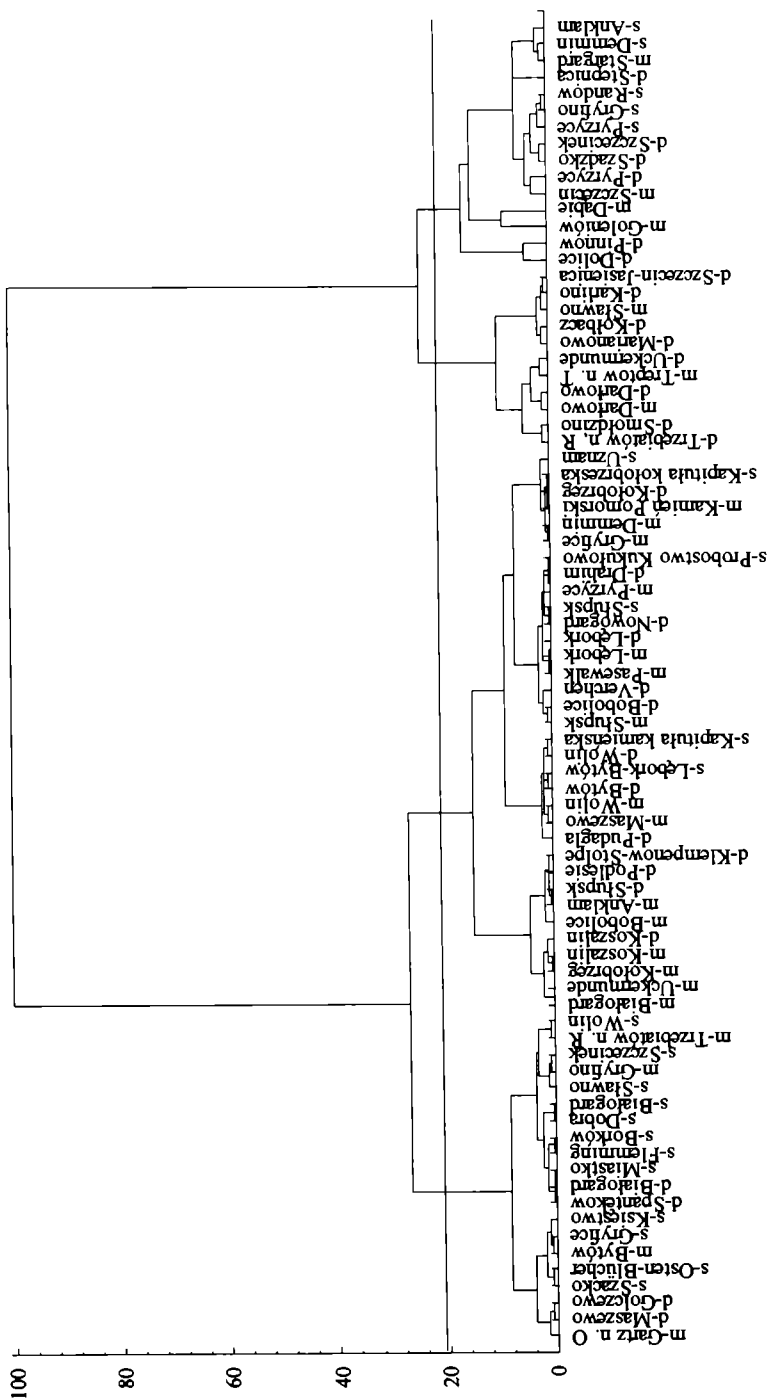 s-Anklam
s-Demmin
m-Stargard
d-Stepnica
s-Randow
s-Gryfino
s-Pyrzyce
d-Szczecinek
d-Szadzko
d-Pyrzyce
m-Szczecin
m-Dąbie
m-Goleniów
d-Pinnow
d-Dolice
d-Szczecin-Jasienica
d-Karlino
m-Sławno
d-Kołbacz
d-Marianowo
d-Uckermunde
m-Treptow n. T
d-Darłowo
m-Darłowo
d-Smołdzino
d-Trzebiatów n. R
s-Uznam
s-Kapituła kołobrzeska
d-Kołobrzeg
m-Kamień Pomorski
m-Demmin
m-Gryfice
s-Probostwo Kukułowo
d-Drahim
m-Pyrzyce
s-Słupsk
d-Nowogard
d-Lębork
m-Lębork
m-Pasewalk
d-Verchen
d-Bobolice
m-Słupsk
s-Kapituła kamieńska
d-Wolin
s-Lębork-Bytów
d-Bytów
m-Wolin
m-Maszewo
d-Pudagla
d-Klempenow-Stolpe
d-Podlesie
d-Słupsk
m-Anklam
m-Bobolice
d-Koszalin
m-Koszalin
m-Kołobrzeg
m-Uckermunde
m-Białogard
s-Wolin
m-Trzebiatów n. R
s-Szczecinek
m-Gryfino
s-Sławno
s-Białogard
s-Dobra
s-Borków
s-Flemming
s-Miastko
d-Białogard
d-Spantekow
s-Księstwo
s-Gryfice
m-Bytów
s-Osten-Blücher
s-Szadzko
d-Golczewo
d-Maszewo
m-Gartz n. O
100
80
60
40
20
0